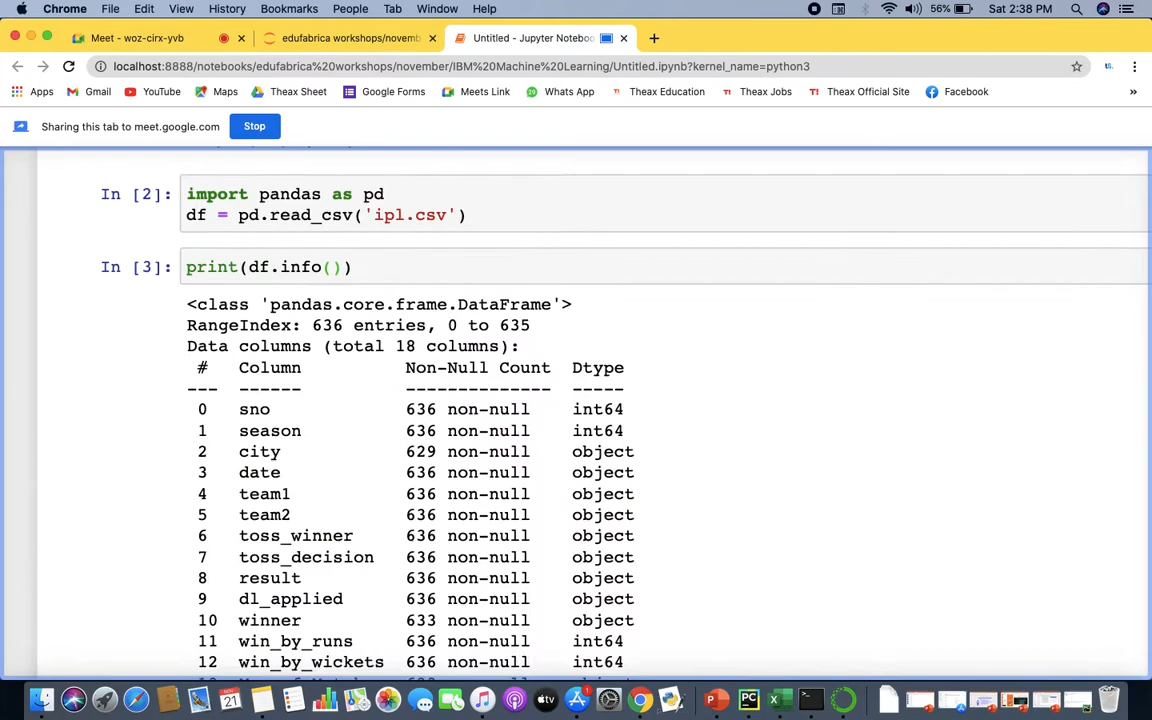 Chrome File Edit View History Bookmarks People Tab Window Help 56% Sat 2:38 PM
Meet - woz-cirx-yvb edufabrica workshops/novemb Untitled - Jupyter Noteboo
localhost:8888/notebooks/edufabrica%20workshops/november/IBM%20Machine%20Learning/Untitled.ipynb?kernel_name=python3
Apps Gmail YouTube Maps Theax Sheet Google Forms Meets Link Whats App Theax Education Theax Jobs Theax Official Site Facebook »
Sharing this tab to meet.google.com Stop
In [2]: import pandas as pd
df = pd.read_csv('ipl.csv')
In [3]: print(df.info())
<class 'pandas.core.frame.DataFrame'>
RangeIndex: 636 entries, 0 to 635
Data columns (total 18 columns):
# Column Non-Null Count Dtype
--- ------ -------------- -----
0 sno 636 non-null int64
1 season 636 non-null int64
2 city 629 non-null object
3 date 636 non-null object
4 team1 636 non-null object
5 team2 636 non-null object
6 toss_winner 636 non-null object
7 toss_decision 636 non-null object
8 result 636 non-null object
9 dl_applied 636 non-null object
10 winner 633 non-null object
11 win_by_runs 636 non-null int64
12 win_by_wickets 636 non-null int64